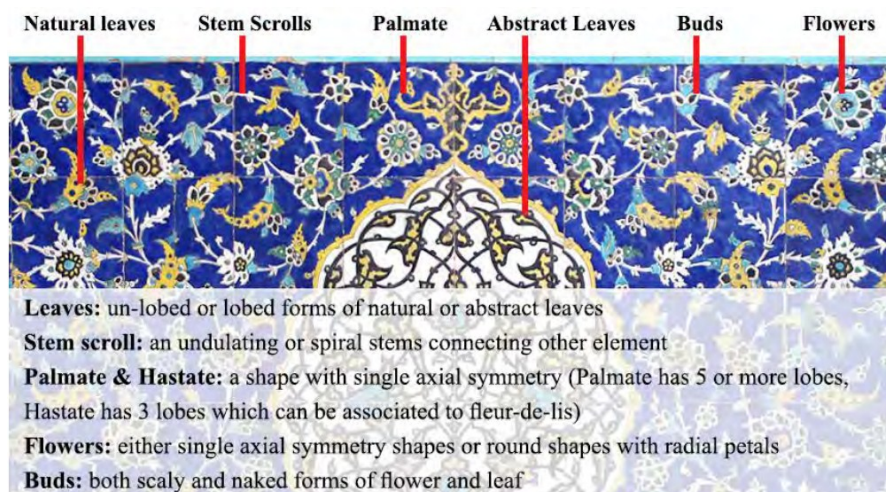 Natural leaves Stem Scrolls Palmate Abstract Leaves Buds Flowers
Leaves: un-lobed or lobed forms of natural or abstract leaves
Stem scroll: an undulating or spiral stems connecting other element
Palmate & Hastate: a shape with single axial symmetry (Palmate has 5 or more lobes,
Hastate has 3 lobes which can be associated to fleur-de-lis)
Flowers: either single axial symmetry shapes or round shapes with radial petals
Buds: both scaly and naked forms of flower and leaf